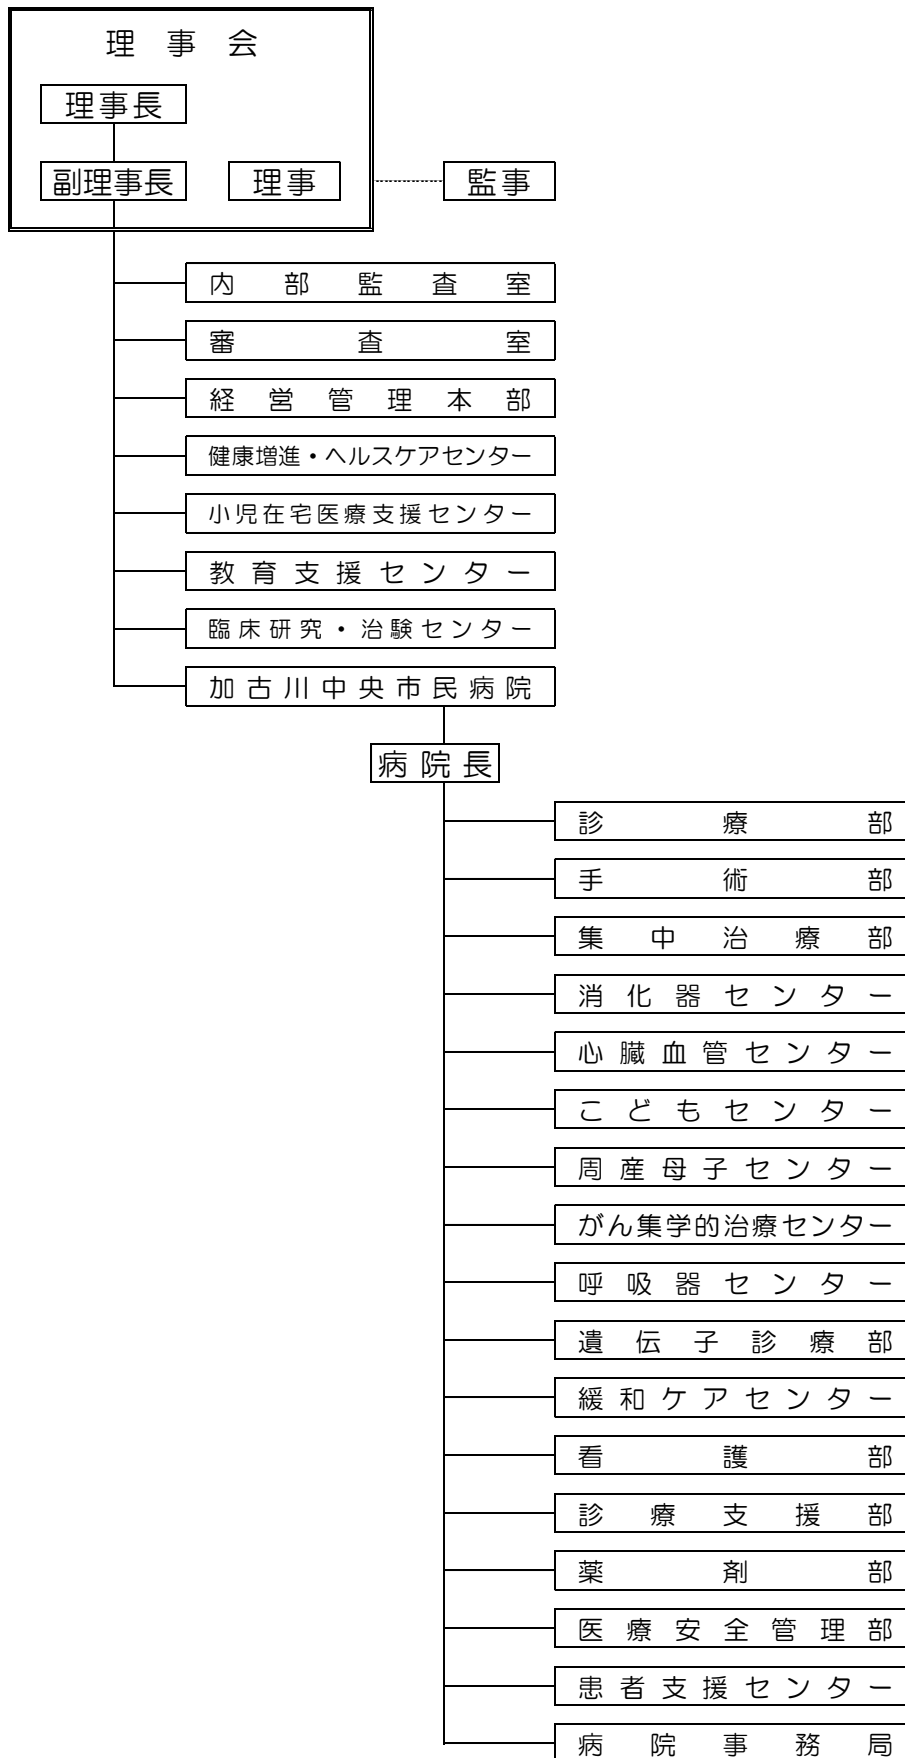 理事会
理事長
副理事長 理事 監事
内部監査室
審査室
経営管理本部
健康増進・ヘルスケアセンター
小児在宅医療支援センター
教育支援センター
臨床研究・治験センター
加古川中央市民病院
病院長
診療部
手術部
集中治療部
消化器センター
心臓血管センター
こどもセンター
周産母子センター
がん集学的治療センター
呼吸器センター
遺伝子診療部
緩和ケアセンター
看護部
診療支援部
薬剤部
医療安全管理部
患者支援センター
病院事務局